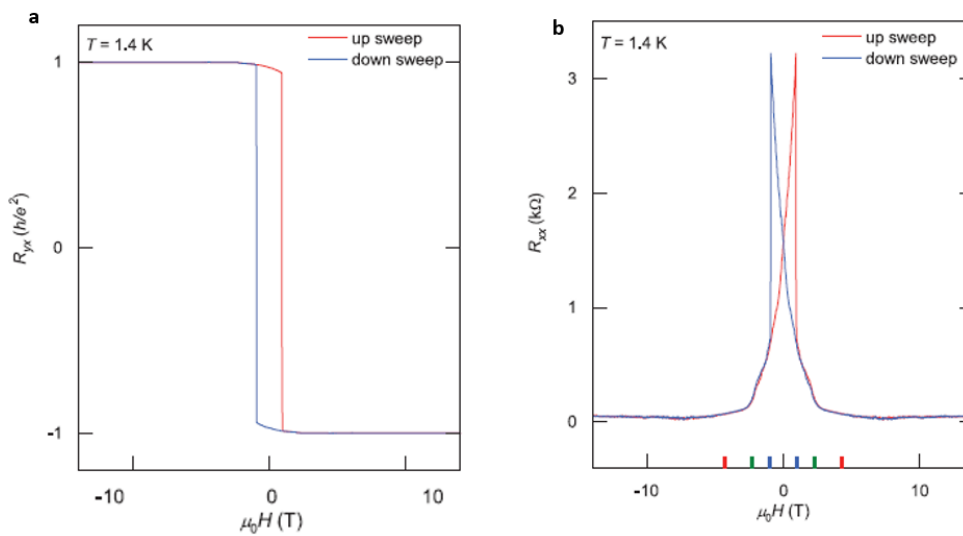 a
T = 1.4 K
up sweep
down sweep
1
0
-1
R_yx (h/e²)
-10
0
10
μ₀H (T)
b
T = 1.4 K
up sweep
down sweep
3
2
1
0
R_xx (kΩ)
-10
0
10
μ₀H (T)